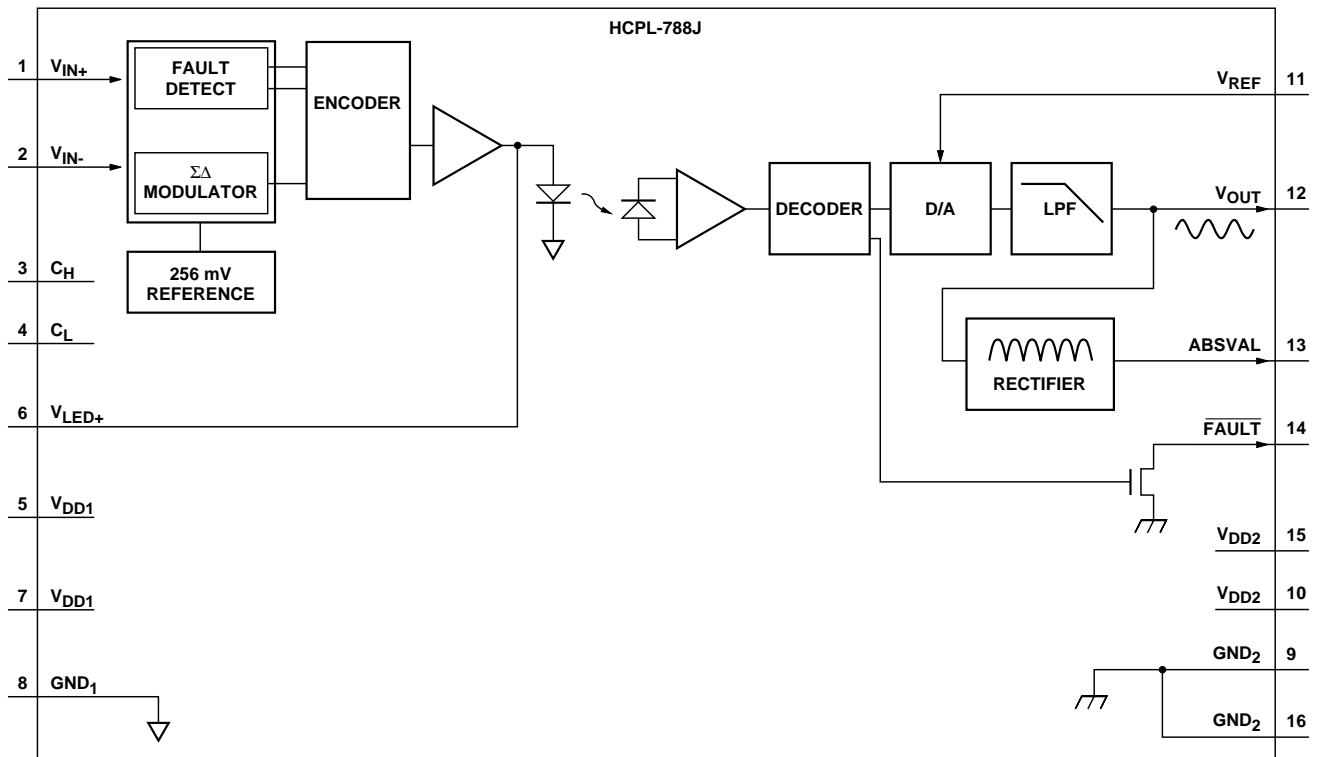 HCPL-788J
1 V_IN+
FAULT
DETECT
ENCODER
2 V_IN-
ΣΔ
MODULATOR
3 C_H
256 mV
REFERENCE
4 C_L
6 V_LED+
5 V_DD1
7 V_DD1
8 GND_1
DECODER
D/A
LPF
V_REF 11
V_OUT 12
RECTIFIER
ABSVAL 13
FAULT 14
V_DD2 15
V_DD2 10
GND_2 9
GND_2 16